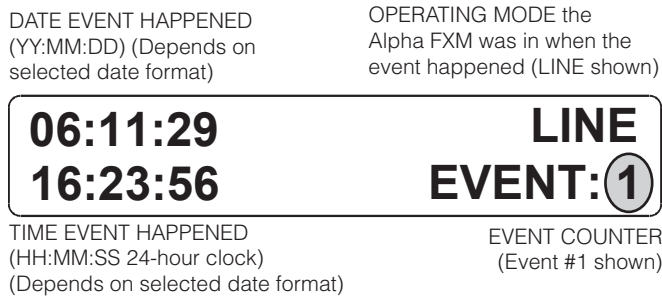 DATE EVENT HAPPENED
(YY:MM:DD) (Depends on
selected date format)
OPERATING MODE the
Alpha FXM was in when the
event happened (LINE shown)
06:11:29 LINE
16:23:56 EVENT:1
TIME EVENT HAPPENED
(HH:MM:SS 24-hour clock)
(Depends on selected date format)
EVENT COUNTER
(Event #1 shown)